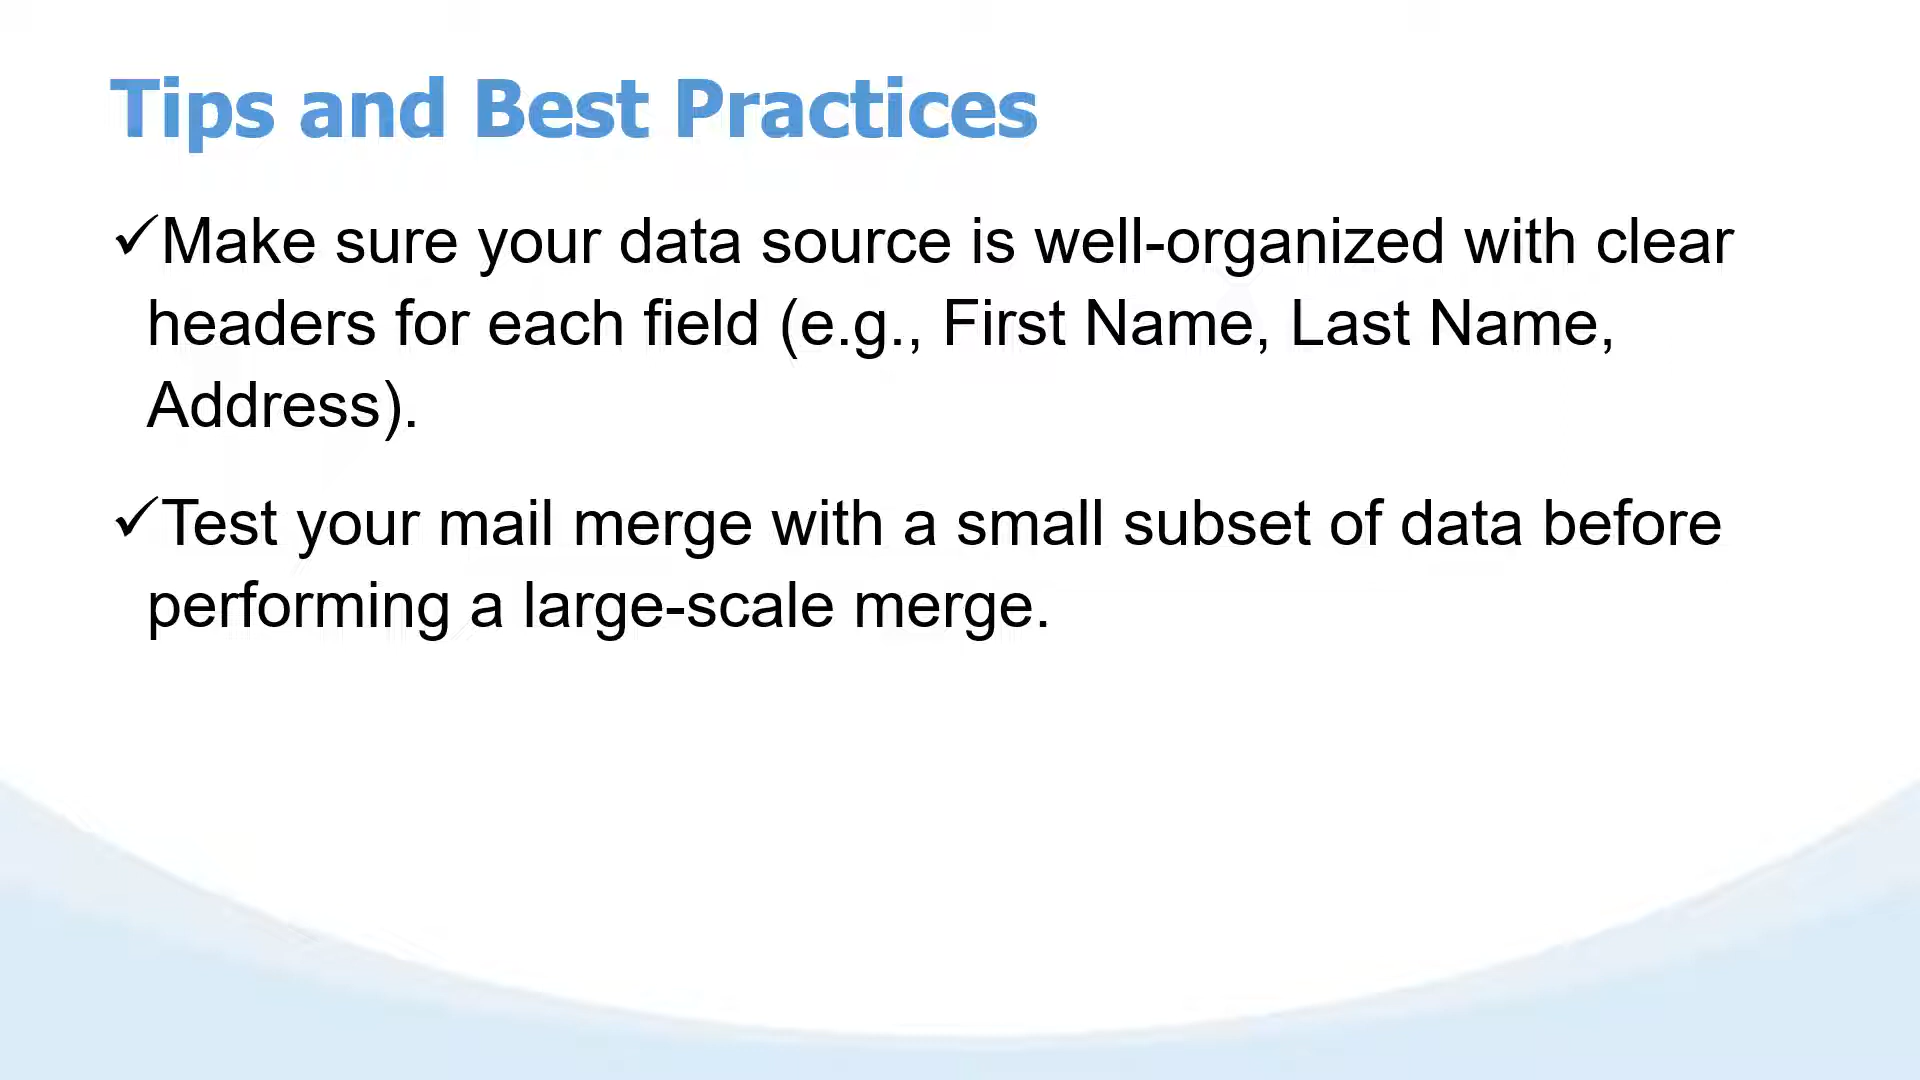 Tips and Best Practices
✓Make sure your data source is well-organized with clear
headers for each field (e.g., First Name, Last Name,
Address).
✓Test your mail merge with a small subset of data before
performing a large-scale merge.